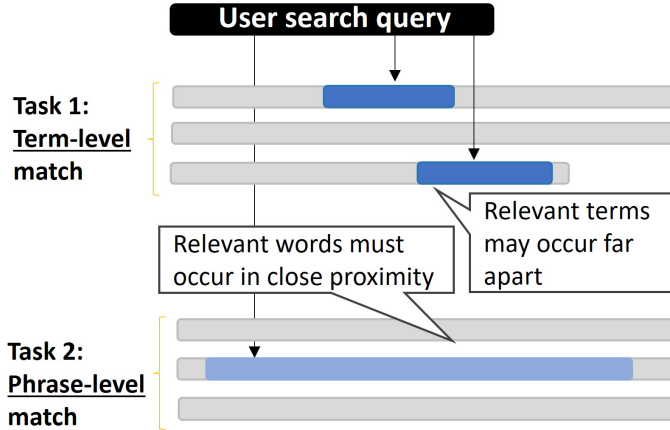 User search query
Task 1:
Term-level
match
Relevant terms
may occur far
apart
Relevant words must
occur in close proximity
Task 2:
Phrase-level
match